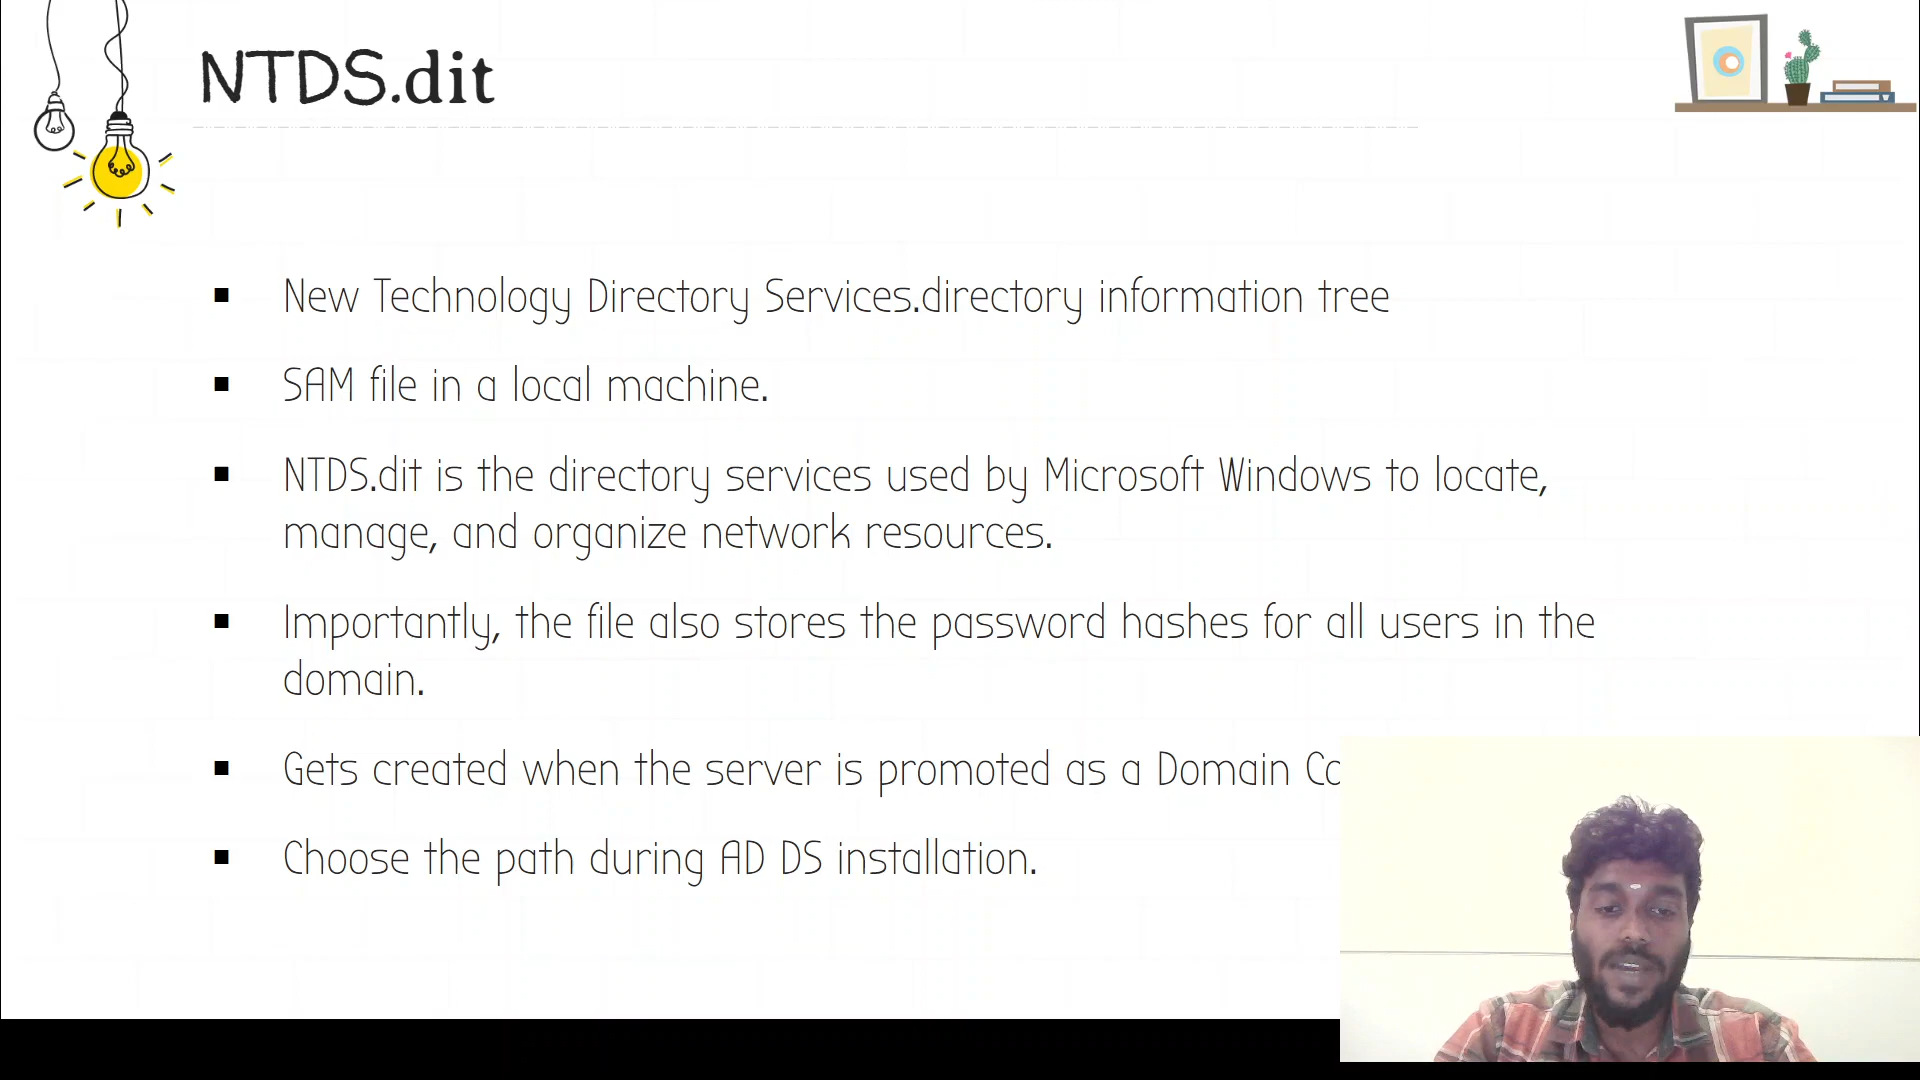 NTDS.dit
New Technology Directory Services.directory information tree
SAM file in a local machine.
NTDS.dit is the directory services used by Microsoft Windows to locate,
manage, and organize network resources.
Importantly, the file also stores the password hashes for all users in the
domain.
Gets created when the server is promoted as a Domain
Choose the path during AD DS installation.